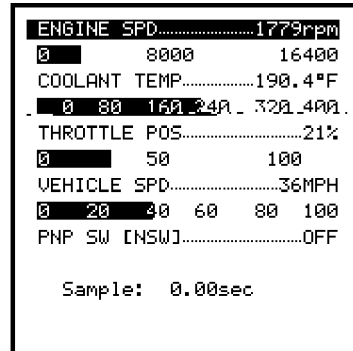 ENGINE SPD....................1779rpm
0 8000 16400
COOLANT TEMP....................190.4°F
0 80 160 240 320 400
THROTTLE POS....................21%
0 50 100
VEHICLE SPD....................36MPH
0 20 40 60 80 100
PNP SW [NSW]....................OFF
Sample: 0.00sec